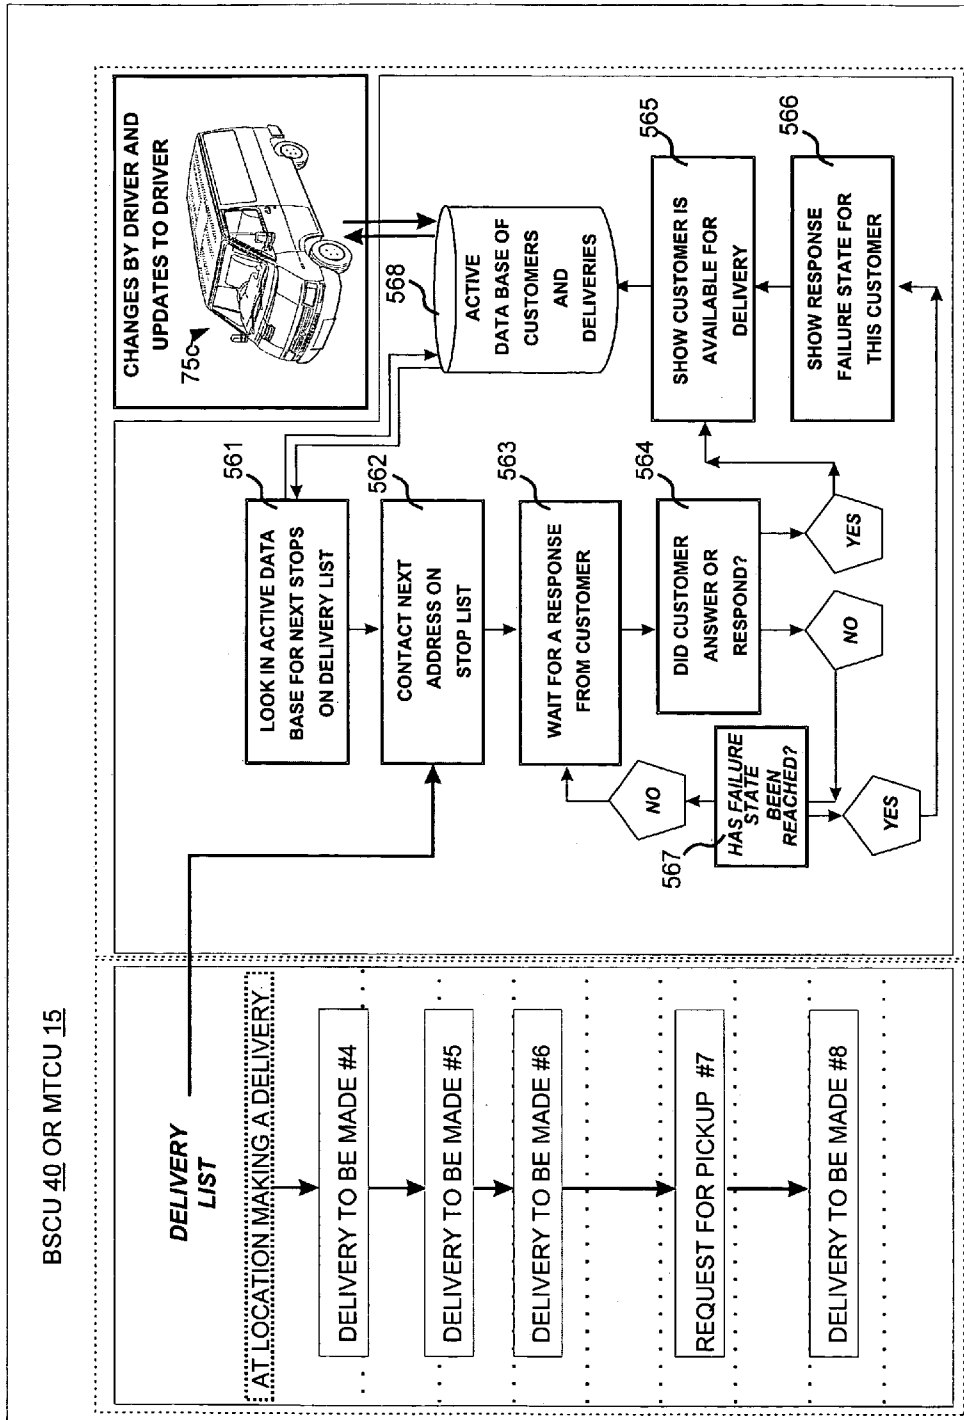 BSCU 40 OR MTCU 15
DELIVERY
LIST
AT LOCATION MAKING A DELIVERY
DELIVERY TO BE MADE #4
DELIVERY TO BE MADE #5
DELIVERY TO BE MADE #6
REQUEST FOR PICKUP #7
DELIVERY TO BE MADE #8
561
LOOK IN ACTIVE DATA
BASE FOR NEXT STOPS
ON DELIVERY LIST
562
CONTACT NEXT
ADDRESS ON
STOP LIST
563
WAIT FOR A RESPONSE
FROM CUSTOMER
564
DID CUSTOMER
ANSWER OR
RESPOND?
YES
NO
567
HAS FAILURE
STATE
BEEN
REACHED?
NO
YES
CHANGES BY DRIVER AND
UPDATES TO DRIVER
75c
568
ACTIVE
DATA BASE OF
CUSTOMERS
AND
DELIVERIES
565
SHOW CUSTOMER IS
AVAILABLE FOR
DELIVERY
566
SHOW RESPONSE
FAILURE STATE FOR
THIS CUSTOMER